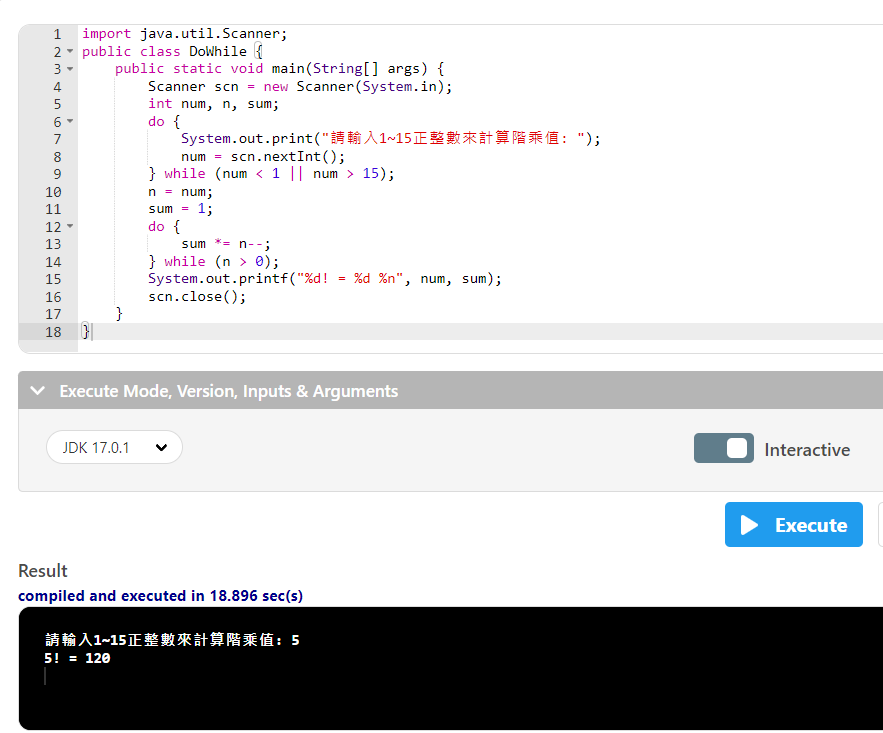 1 import java.util.Scanner;
2 public class DoWhile {
3     public static void main(String[] args) {
4         Scanner scn = new Scanner(System.in);
5         int num, n, sum;
6         do {
7             System.out.print("請輸入1~15正整數來計算階乘值: ");
8             num = scn.nextInt();
9         } while (num < 1 || num > 15);
10         n = num;
11         sum = 1;
12         do {
13             sum *= n--;
14         } while (n > 0);
15         System.out.printf("%d! = %d %n", num, sum);
16         scn.close();
17     }
18 }
Execute Mode, Version, Inputs & Arguments
JDK 17.0.1
Interactive
Execute
Result
compiled and executed in 18.896 sec(s)
請輸入1~15正整數來計算階乘值: 5
5! = 120